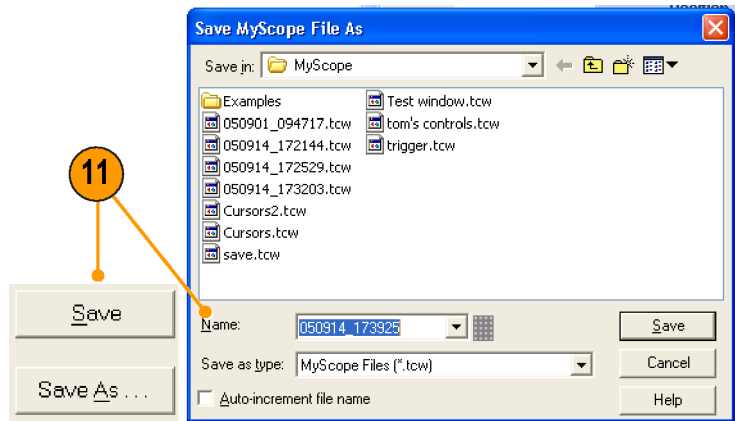 Save MyScope File As
Save in: MyScope
Examples
050901_094717.tcw
050914_172144.tcw
050914_172529.tcw
050914_173203.tcw
Cursors2.tcw
Cursors.tcw
save.tcw
Test window.tcw
tom's controls.tcw
trigger.tcw
11
Save
Save As . . .
Name: 050914_173925
Save
Save as type: MyScope Files (*.tcw)
Cancel
Auto-increment file name
Help